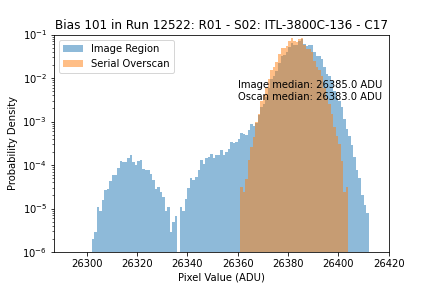 Bias 101 in Run 12522: R01 - S02: ITL-3800C-136 - C17
Image Region
Serial Overscan
Image median: 26385.0 ADU
Oscan median: 26383.0 ADU
Probability Density
10⁻¹
10⁻²
10⁻³
10⁻⁴
10⁻⁵
10⁻⁶
26300 26320 26340 26360 26380 26400 26420
Pixel Value (ADU)